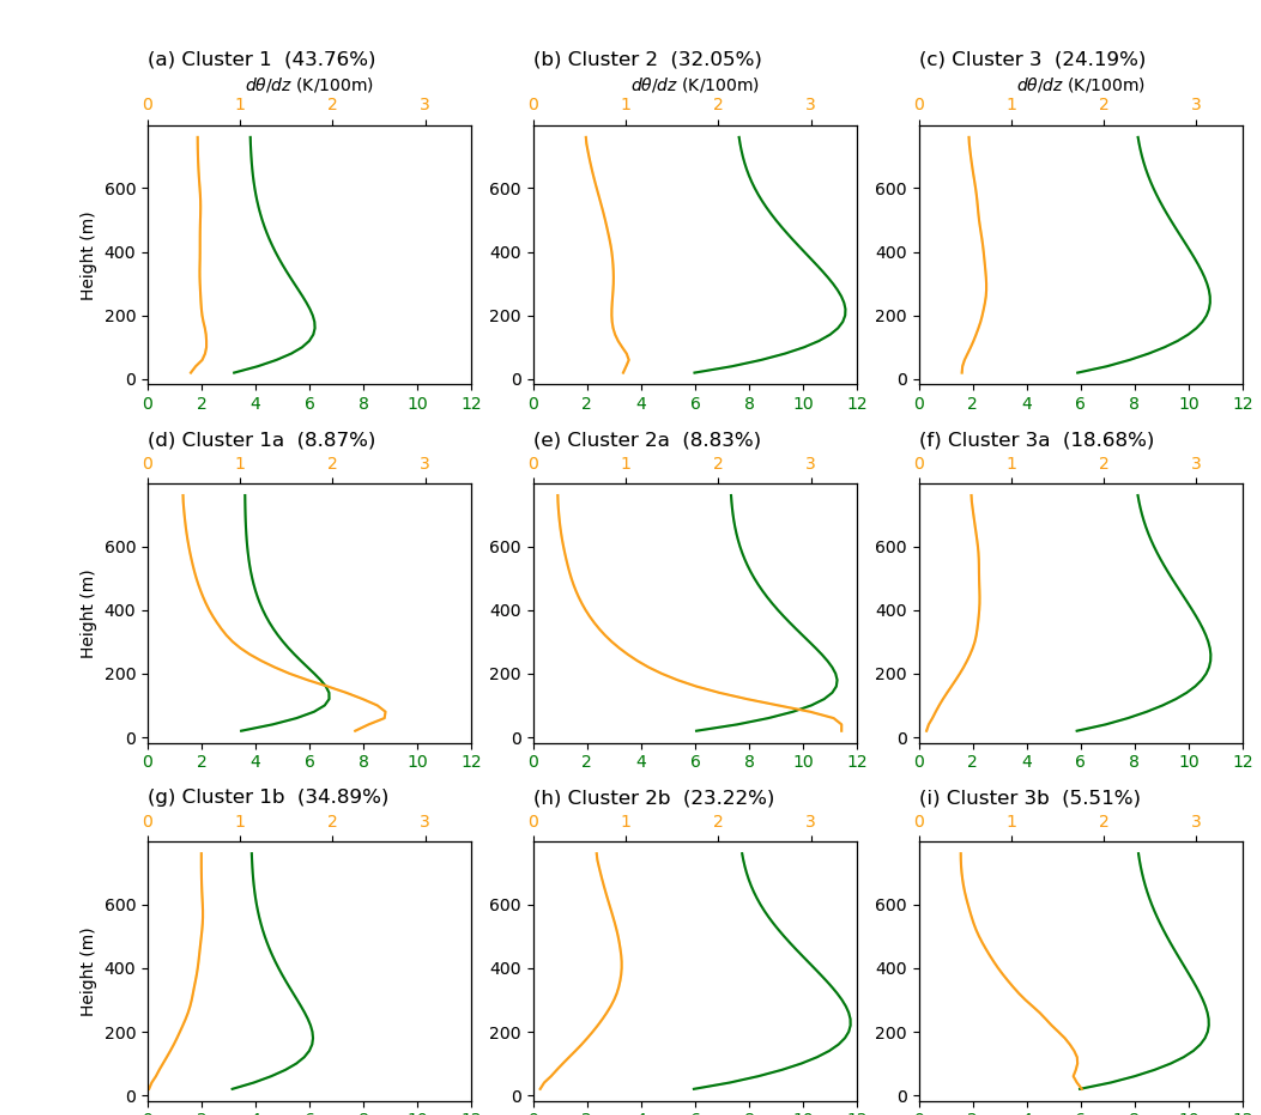 (a) Cluster 1 (43.76%) (b) Cluster 2 (32.05%) (c) Cluster 3 (24.19%)
dθ/dz (K/100m) dθ/dz (K/100m) dθ/dz (K/100m)
0 1 2 3 0 1 2 3 0 1 2 3
600 600 600
400 400 400
200 200 200
0 0 0
Height (m)
0 2 4 6 8 10 12 0 2 4 6 8 10 12 0 2 4 6 8 10 12
(d) Cluster 1a (8.87%) (e) Cluster 2a (8.83%) (f) Cluster 3a (18.68%)
0 1 2 3 0 1 2 3 0 1 2 3
600 600 600
400 400 400
200 200 200
0 0 0
Height (m)
0 2 4 6 8 10 12 0 2 4 6 8 10 12 0 2 4 6 8 10 12
(g) Cluster 1b (34.89%) (h) Cluster 2b (23.22%) (i) Cluster 3b (5.51%)
0 1 2 3 0 1 2 3 0 1 2 3
600 600 600
400 400 400
200 200 200
0 0 0
Height (m)